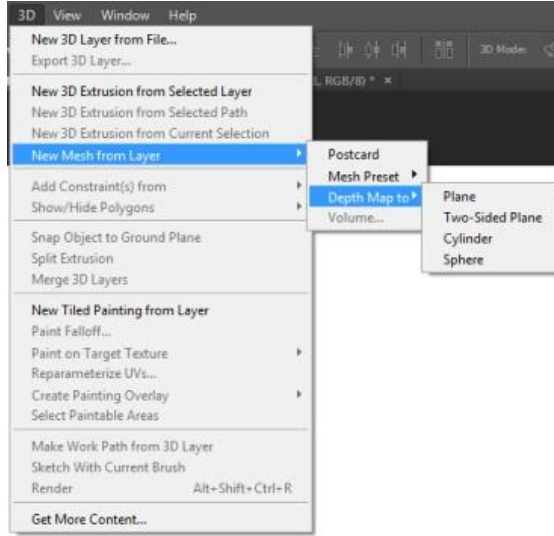 3D View Window Help
3D Mode:
RGB/8) * ×
New 3D Layer from File...
Export 3D Layer...
New 3D Extrusion from Selected Layer
New 3D Extrusion from Selected Path
New 3D Extrusion from Current Selection
New Mesh from Layer
Add Constraint(s) from
Show/Hide Polygons
Snap Object to Ground Plane
Split Extrusion
Merge 3D Layers
New Tiled Painting from Layer
Paint Falloff...
Paint on Target Texture
Reparameterize UVs...
Create Painting Overlay
Select Paintable Areas
Make Work Path from 3D Layer
Sketch With Current Brush
Render Alt+Shift+Ctrl+R
Get More Content...
Postcard
Mesh Preset
Depth Map to
Volume...
Plane
Two-Sided Plane
Cylinder
Sphere